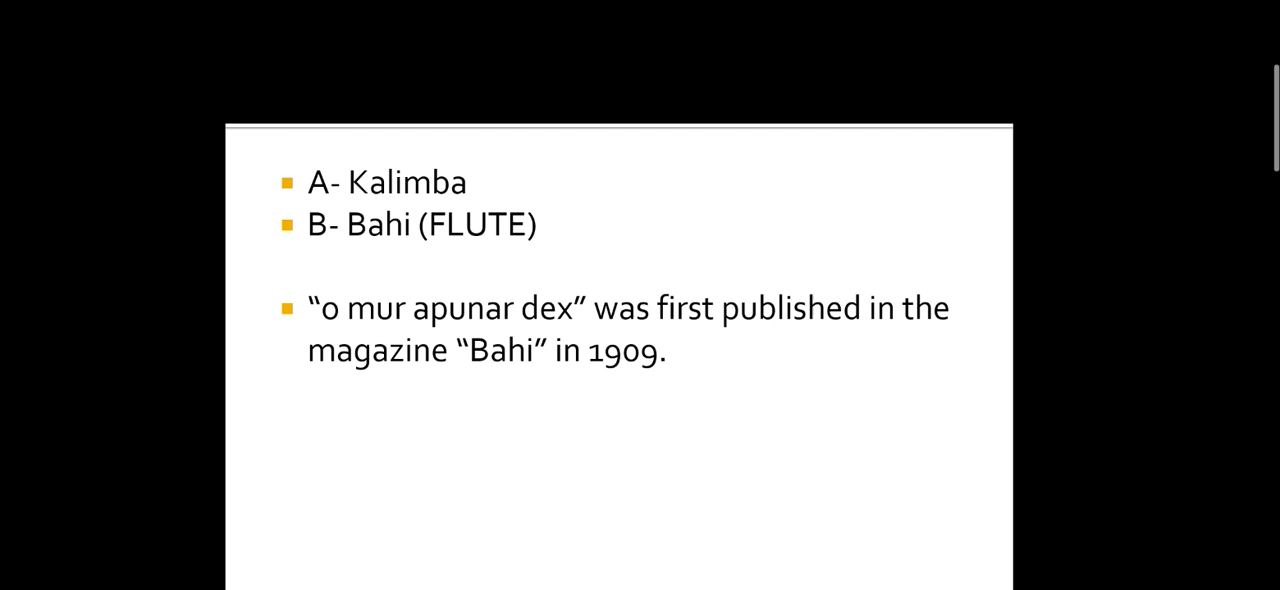 A- Kalimba
B- Bahi (FLUTE)
“o mur apunar dex” was first published in the
magazine “Bahi” in 1909.